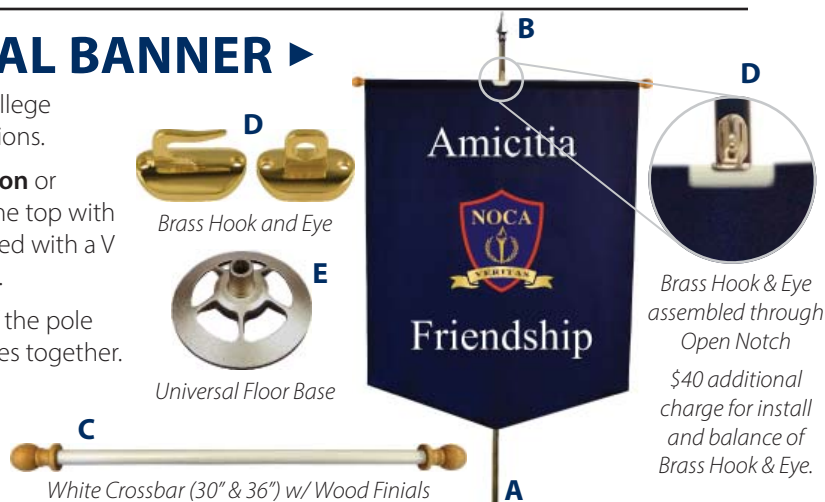 AL BANNER ►
llege
ions.
on or
he top with
ed with a V
.
the pole
es together.
D
Brass Hook and Eye
E
Universal Floor Base
C
White Crossbar (30” & 36”) w/ Wood Finials
B
Amicitia
NOCA
VERITAS
Friendship
A
D
Brass Hook & Eye
assembled through
Open Notch
$40 additional
charge for install
and balance of
Brass Hook & Eye.